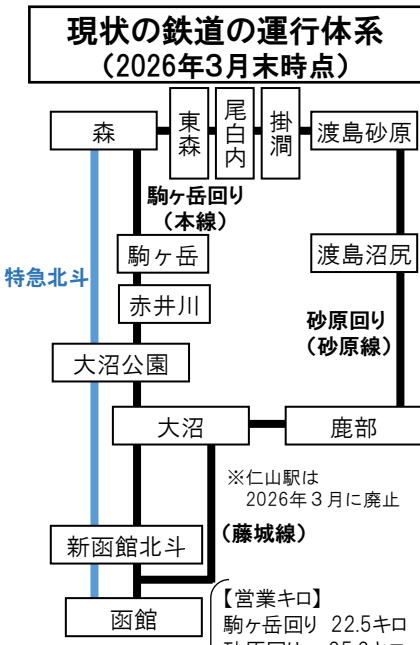 現状の鉄道の運行体系
(2026年3月末時点)
森
東森
尾白内
掛澗
渡島砂原
駒ヶ岳回り
(本線)
駒ヶ岳
渡島沼尻
特急北斗
赤井川
砂原回り
(砂原線)
大沼公園
大沼
鹿部
※仁山駅は
2026年3月に廃止
(藤城線)
新函館北斗
函館
【営業キロ】
駒ヶ岳回り 22.5キロ